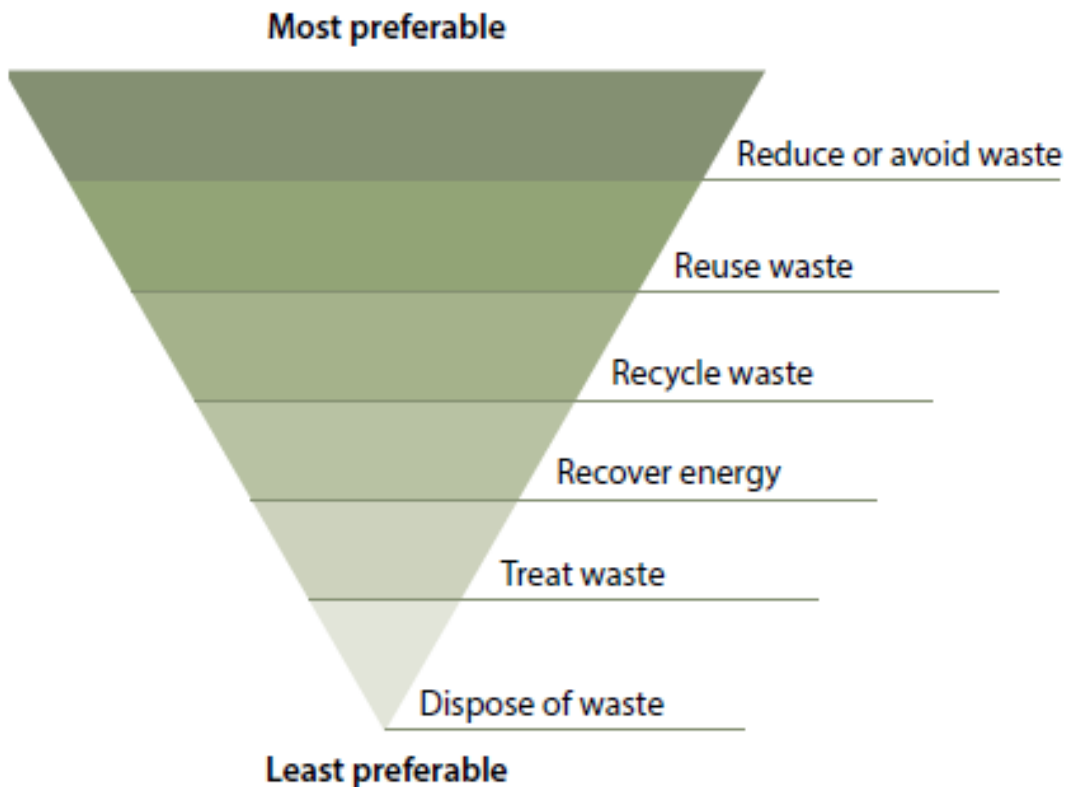 Most preferable
Reduce or avoid waste
Reuse waste
Recycle waste
Recover energy
Treat waste
Dispose of waste
Least preferable